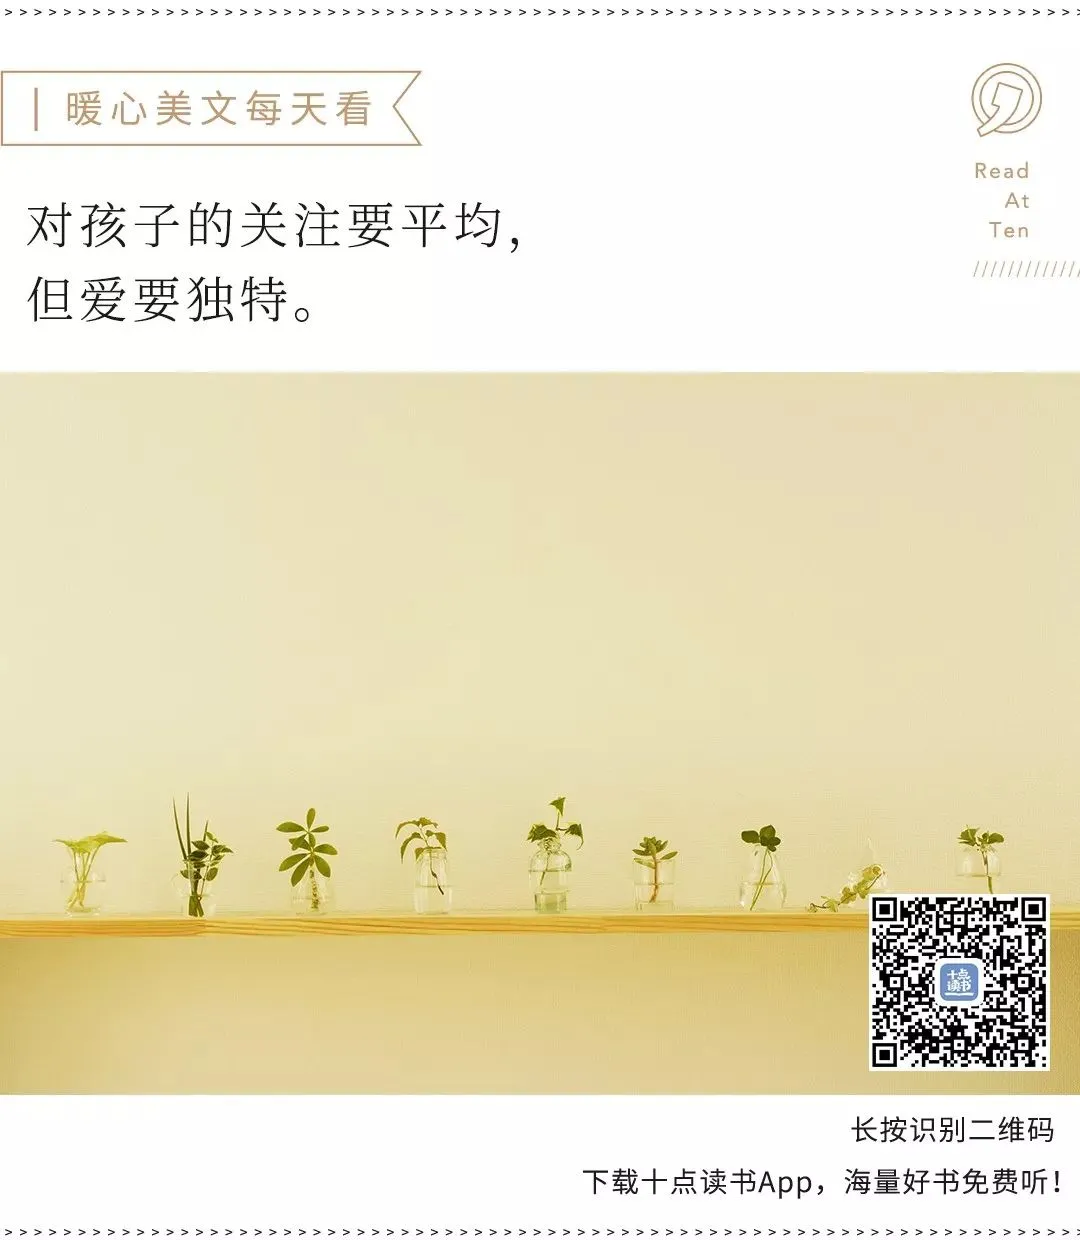 暖心美文每天看
Read
At
Ten
对孩子的关注要平均，
但爱要独特。
十点
读书
长按识别二维码
下载十点读书App，海量好书免费听！